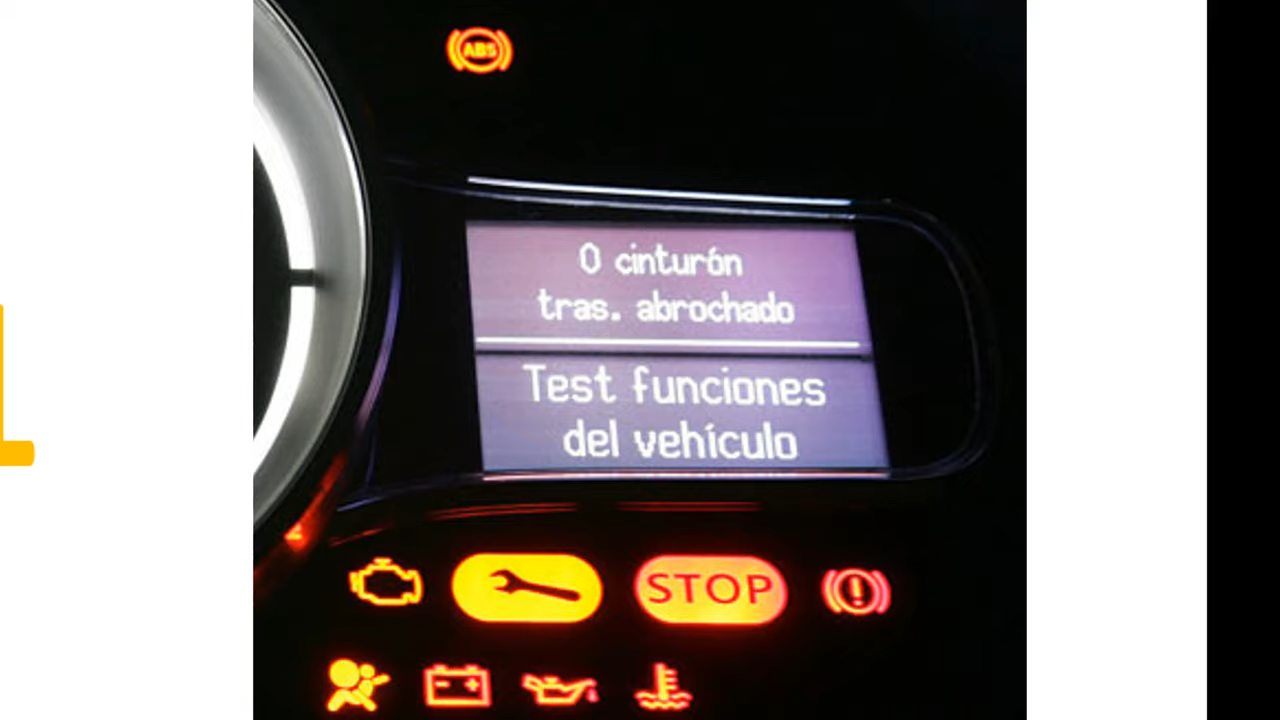 ABS
0 cinturón
tras. abrochado
Test funciones
del vehículo
STOP